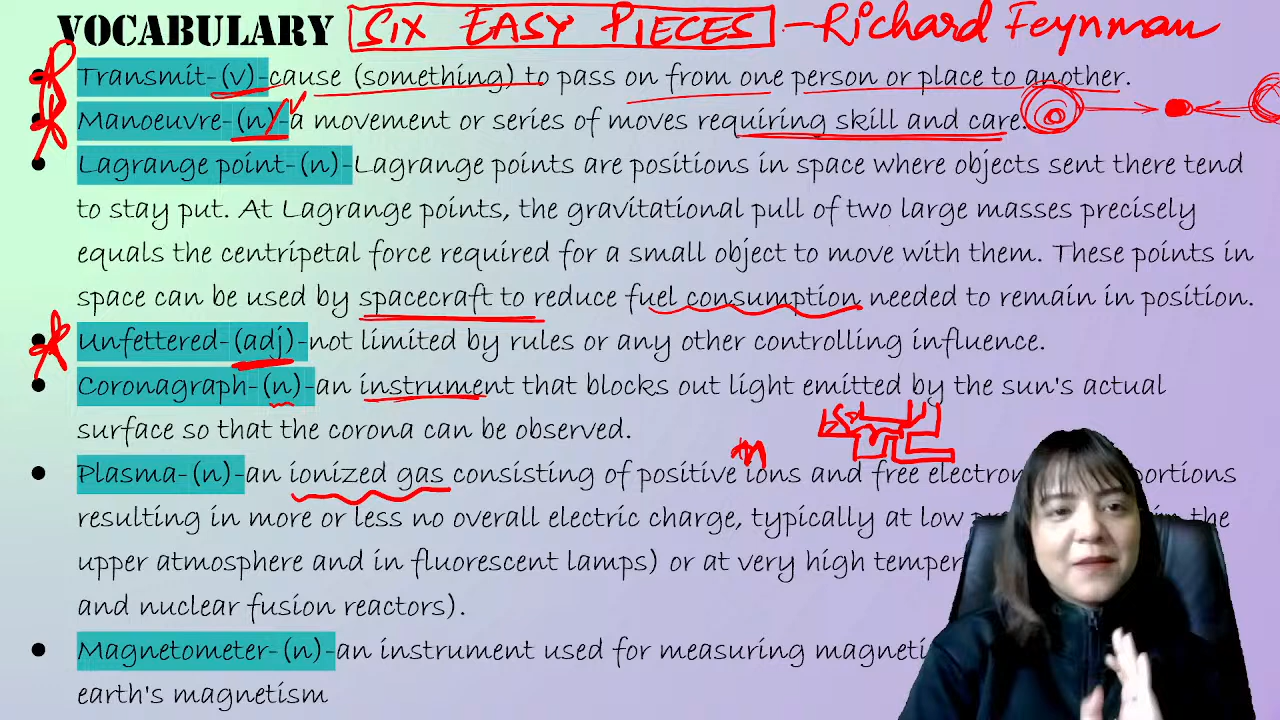 VOCABULARY SIX EASY PIECES - Richard Feynman
• Transmit-(v)-cause (something) to pass on from one person or place to another.
• Manoeuvre-(n)-a movement or series of moves requiring skill and care.
• Lagrange point-(n)-Lagrange points are positions in space where objects sent there tend
to stay put. At Lagrange points, the gravitational pull of two large masses precisely
equals the centripetal force required for a small object to move with them. These points in
space can be used by spacecraft to reduce fuel consumption needed to remain in position.
• Unfettered-(adj)-not limited by rules or any other controlling influence.
• Coronagraph-(n)-an instrument that blocks out light emitted by the sun's actual
surface so that the corona can be observed.
• Plasma-(n)-an ionized gas consisting of positive ions and free
resulting in more or less no overall electric charge, typically at low the
upper atmosphere and in fluorescent lamps) or at very high
and nuclear fusion reactors).
• Magnetometer-(n)-an instrument used for measuring
earth's magnetism